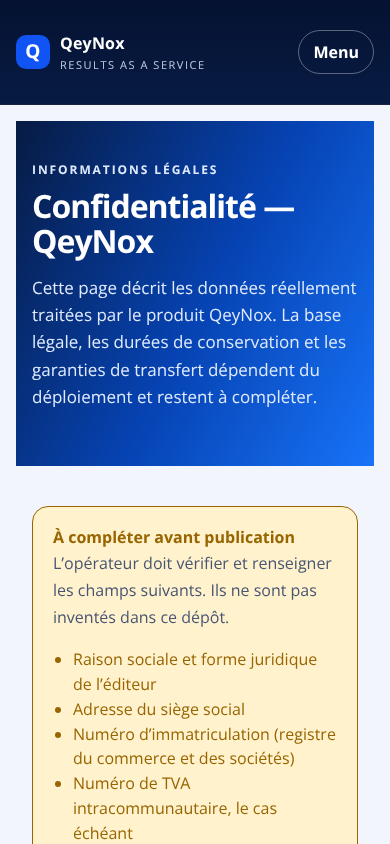 Q
QeyNox
RESULTS AS A SERVICE
Menu
INFORMATIONS LÉGALES
Confidentialité —
QeyNox
Cette page décrit les données réellement
traitées par le produit QeyNox. La base
légale, les durées de conservation et les
garanties de transfert dépendent du
déploiement et restent à compléter.
À compléter avant publication
L’opérateur doit vérifier et renseigner
les champs suivants. Ils ne sont pas
inventés dans ce dépôt.
• Raison sociale et forme juridique
de l’éditeur
• Adresse du siège social
• Numéro d’immatriculation (registre
du commerce et des sociétés)
• Numéro de TVA
intracommunautaire, le cas
échéant